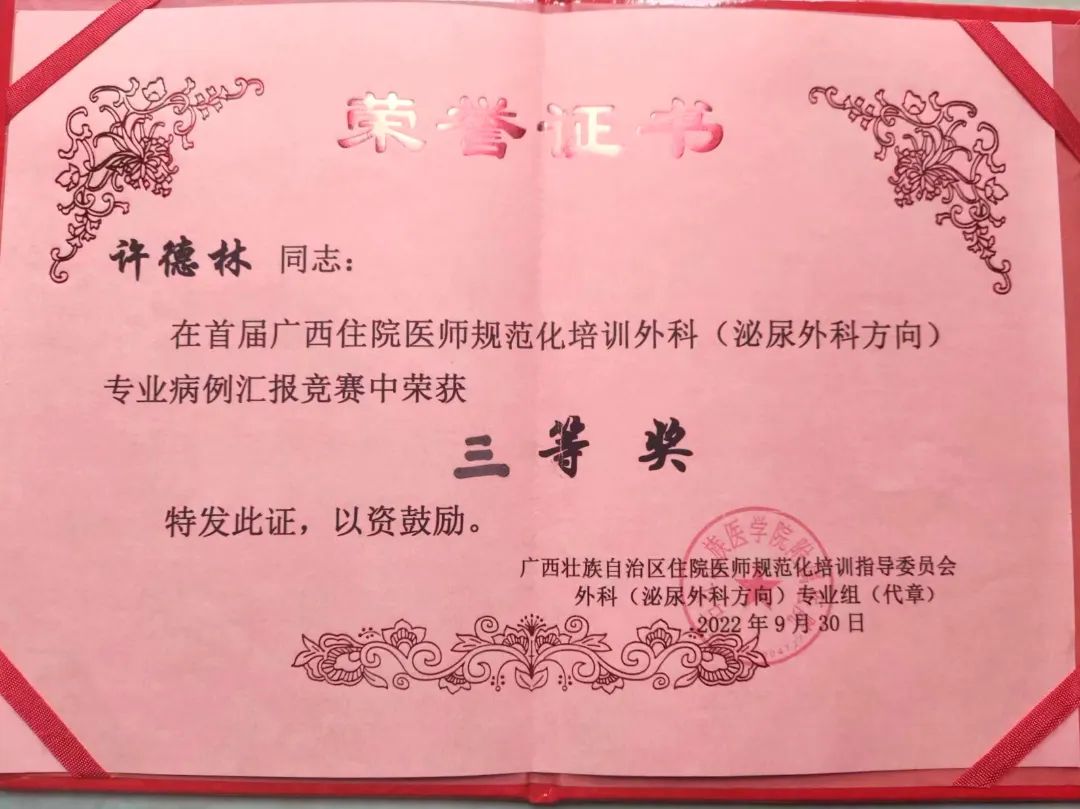 荣誉证书
许德林 同志：
在首届广西住院医师规范化培训外科（泌尿外科方向）
专业病例汇报竞赛中荣获
三等奖
特发此证，以资鼓励。
族医学院附
广西壮族自治区住院医师规范化培训指导委员会
外科（泌尿外科方向）专业组（代章）
2022年9月30日